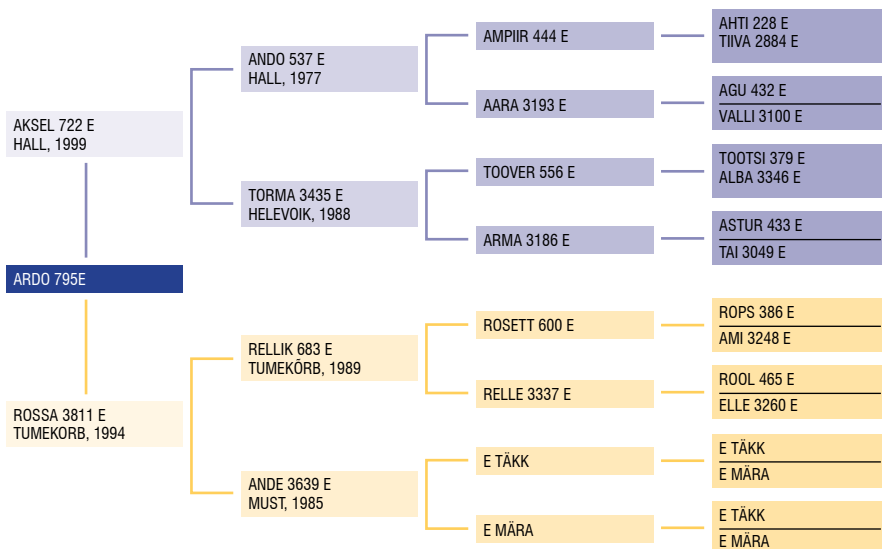 AKSEL 722 E
HALL, 1999
ARDO 795E
ROSSA 3811 E
TUMEKORB, 1994
ANDO 537 E
HALL, 1977
TORMA 3435 E
HELEVOIK, 1988
RELLIK 683 E
TUMEKÕRB, 1989
ANDE 3639 E
MUST, 1985
AMPIIR 444 E
AARA 3193 E
TOOVER 556 E
ARMA 3186 E
ROSETT 600 E
RELLE 3337 E
E TÄKK
E MÄRA
AHTI 228 E
TIIVA 2884 E
AGU 432 E
VALLI 3100 E
TOOTSI 379 E
ALBA 3346 E
ASTUR 433 E
TAI 3049 E
ROPS 386 E
AMI 3248 E
ROOL 465 E
ELLE 3260 E
E TÄKK
E MÄRA
E TÄKK
E MÄRA